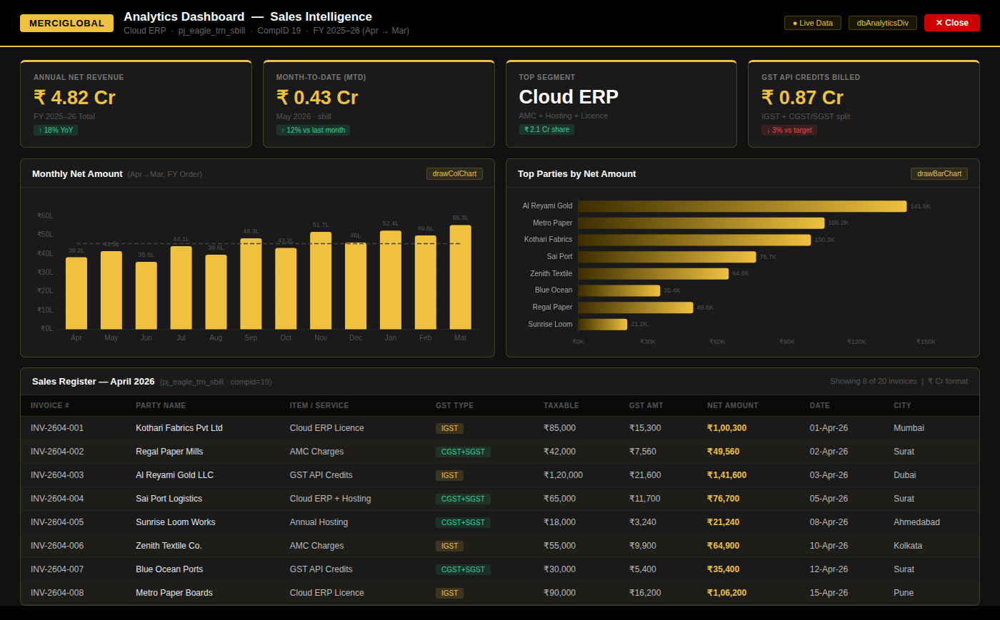 MERCIGLOBAL
Analytics Dashboard — Sales Intelligence
Cloud ERP · pj_eagle_trn_sbill · CompID 19 · FY 2025–26 (Apr → Mar)
● Live Data
dbAnalyticsDiv
✕ Close
ANNUAL NET REVENUE
₹ 4.82 Cr
FY 2025–26 Total
↑ 18% YoY
MONTH-TO-DATE (MTD)
₹ 0.43 Cr
May 2026 · sbill
↑ 12% vs last month
TOP SEGMENT
Cloud ERP
AMC + Hosting + Licence
₹ 2.1 Cr share
GST API CREDITS BILLED
₹ 0.87 Cr
IGST + CGST/SGST split
↓ 3% vs target
Monthly Net Amount (Apr→Mar, FY Order)
drawColChart
₹60L
₹50L
₹40L
₹30L
₹20L
₹10L
₹0L
38.2L
41.5L
35.8L
44.1L
39.6L
48.3L
43.2L
51.7L
46L
52.4L
49.8L
55.3L
Apr May Jun Jul Aug Sep Oct Nov Dec Jan Feb Mar
Top Parties by Net Amount
drawBarChart
Al Reyami Gold 141.6K
Metro Paper 106.2K
Kothari Fabrics 100.3K
Sai Port 76.7K
Zenith Textile 64.9K
Blue Ocean 35.4K
Regal Paper 49.6K
Sunrise Loom 21.2K
₹0K ₹30K ₹60K ₹90K ₹120K ₹150K
Sales Register — April 2026 (pj_eagle_trn_sbill · compid=19)
Showing 8 of 20 invoices | ₹ Cr format
INVOICE # PARTY NAME ITEM / SERVICE GST TYPE TAXABLE GST AMT NET AMOUNT DATE CITY
INV-2604-001 Kothari Fabrics Pvt Ltd Cloud ERP Licence IGST ₹85,000 ₹15,300 ₹1,00,300 01-Apr-26 Mumbai
INV-2604-002 Regal Paper Mills AMC Charges CGST+SGST ₹42,000 ₹7,560 ₹49,560 02-Apr-26 Surat
INV-2604-003 Al Reyami Gold LLC GST API Credits IGST ₹1,20,000 ₹21,600 ₹1,41,600 03-Apr-26 Dubai
INV-2604-004 Sai Port Logistics Cloud ERP + Hosting CGST+SGST ₹65,000 ₹11,700 ₹76,700 05-Apr-26 Surat
INV-2604-005 Sunrise Loom Works Annual Hosting CGST+SGST ₹18,000 ₹3,240 ₹21,240 08-Apr-26 Ahmedabad
INV-2604-006 Zenith Textile Co. AMC Charges IGST ₹55,000 ₹9,900 ₹64,900 10-Apr-26 Kolkata
INV-2604-007 Blue Ocean Ports GST API Credits CGST+SGST ₹30,000 ₹5,400 ₹35,400 12-Apr-26 Surat
INV-2604-008 Metro Paper Boards Cloud ERP Licence IGST ₹90,000 ₹16,200 ₹1,06,200 15-Apr-26 Pune